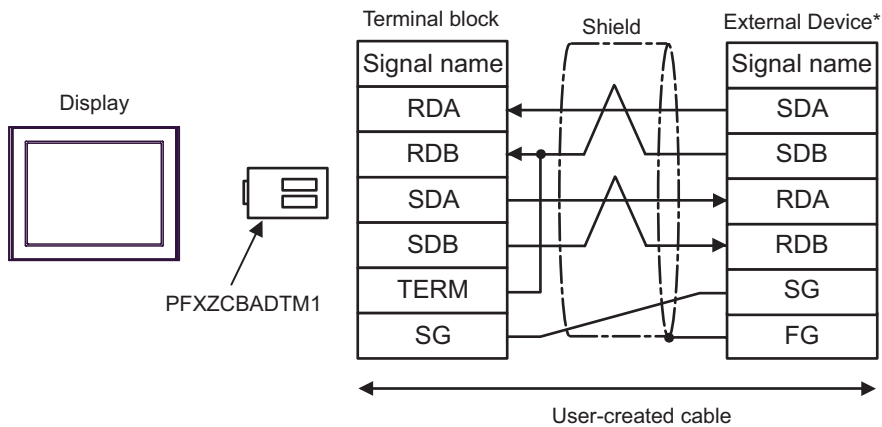 Terminal block
Shield
External Device*
Display
PFXZCBADTM1
Signal name
RDA
RDB
SDA
SDB
TERM
SG
Signal name
SDA
SDB
RDA
RDB
SG
FG
User-created cable